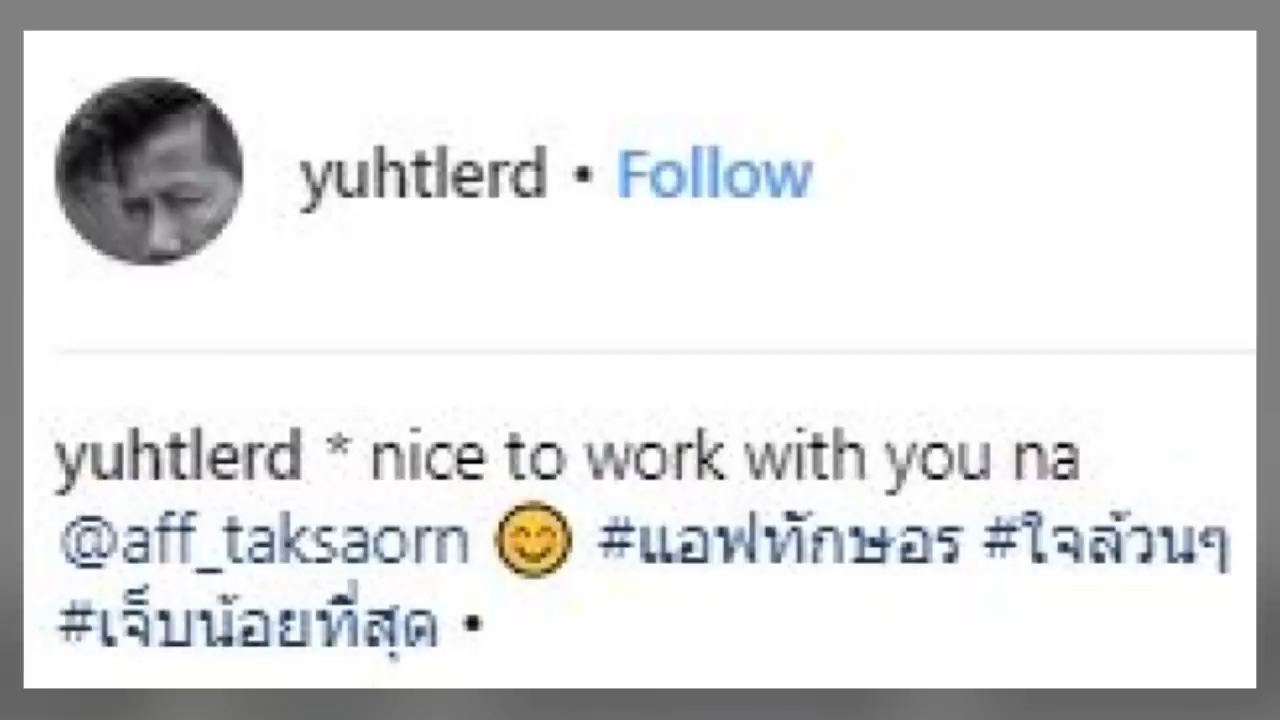 yuhtlerd • Follow
yuhtlerd * nice to work with you na
@aff_taksaorn 😊 #แอฟทักษอร #ใจล้วนๆ
#เจ็บน้อยที่สุด •